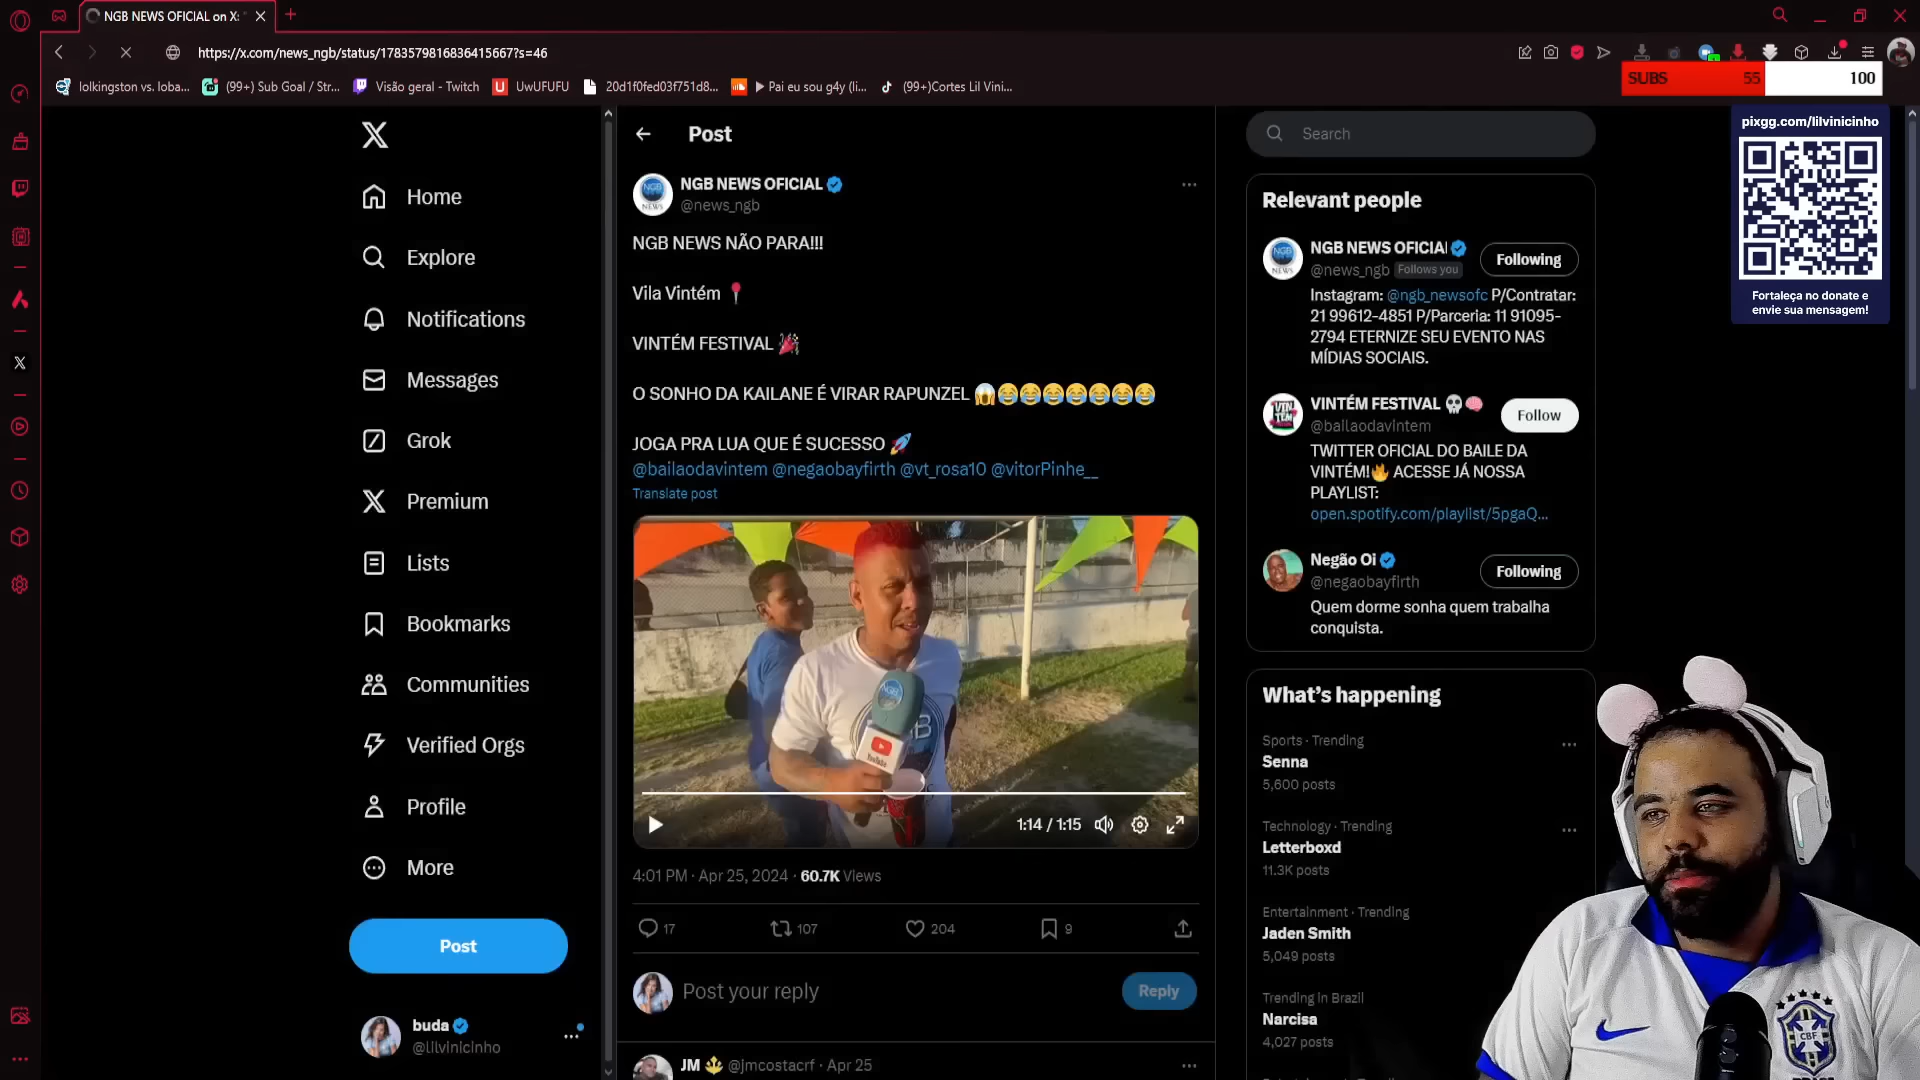 NGB NEWS OFICIAL on X: "
https://x.com/news_ngb/status/1783579816836415667?s=46
lolkingston vs. loba...
(99+) Sub Goal / Str...
Visão geral - Twitch
UwUFUFU
20d1f0fed03f751d8...
▶ Pai eu sou g4y (li...
(99+)Cortes Lil Vini...
SUBS 55 100
pixgg.com/lilvinicinho
Fortaleça no donate e
envie sua mensagem!
Home
Explore
Notifications
Messages
Grok
Premium
Lists
Bookmarks
Communities
Verified Orgs
Profile
More
Post
buda
@lilvinicinho
Post
NGB NEWS OFICIAL
@news_ngb
NGB NEWS NÃO PARA!!!
Vila Vintém 📍
VINTÉM FESTIVAL 🎉
O SONHO DA KAILANE É VIRAR RAPUNZEL 😱😂😂😂😂😂😂😂
JOGA PRA LUA QUE É SUCESSO 🚀
@bailaodavintem @negaobayfirth @vt_rosa10 @vitorPinhe__
Translate post
NGB
YouTube
1:14 / 1:15
4:01 PM · Apr 25, 2024 · 60.7K Views
17
107
204
9
Post your reply
Reply
JM 🔱 @jmcostacrf · Apr 25
Search
Relevant people
NGB NEWS OFICIAL
Following
@news_ngb Follows you
Instagram: @ngb_newsofc P/Contratar:
21 99612-4851 P/Parceria: 11 91095-
2794 ETERNIZE SEU EVENTO NAS
MÍDIAS SOCIAIS.
VINTÉM FESTIVAL 💀🧠
Follow
@bailaodavintem
TWITTER OFICIAL DO BAILE DA
VINTÉM!🔥 ACESSE JÁ NOSSA
PLAYLIST:
open.spotify.com/playlist/5pgaQ...
Negão Oi
Following
@negaobayfirth
Quem dorme sonha quem trabalha
conquista.
What's happening
Sports · Trending
Senna
5,600 posts
Technology · Trending
Letterboxd
11.3K posts
Entertainment · Trending
Jaden Smith
5,049 posts
Trending in Brazil
Narcisa
4,027 posts
CBF